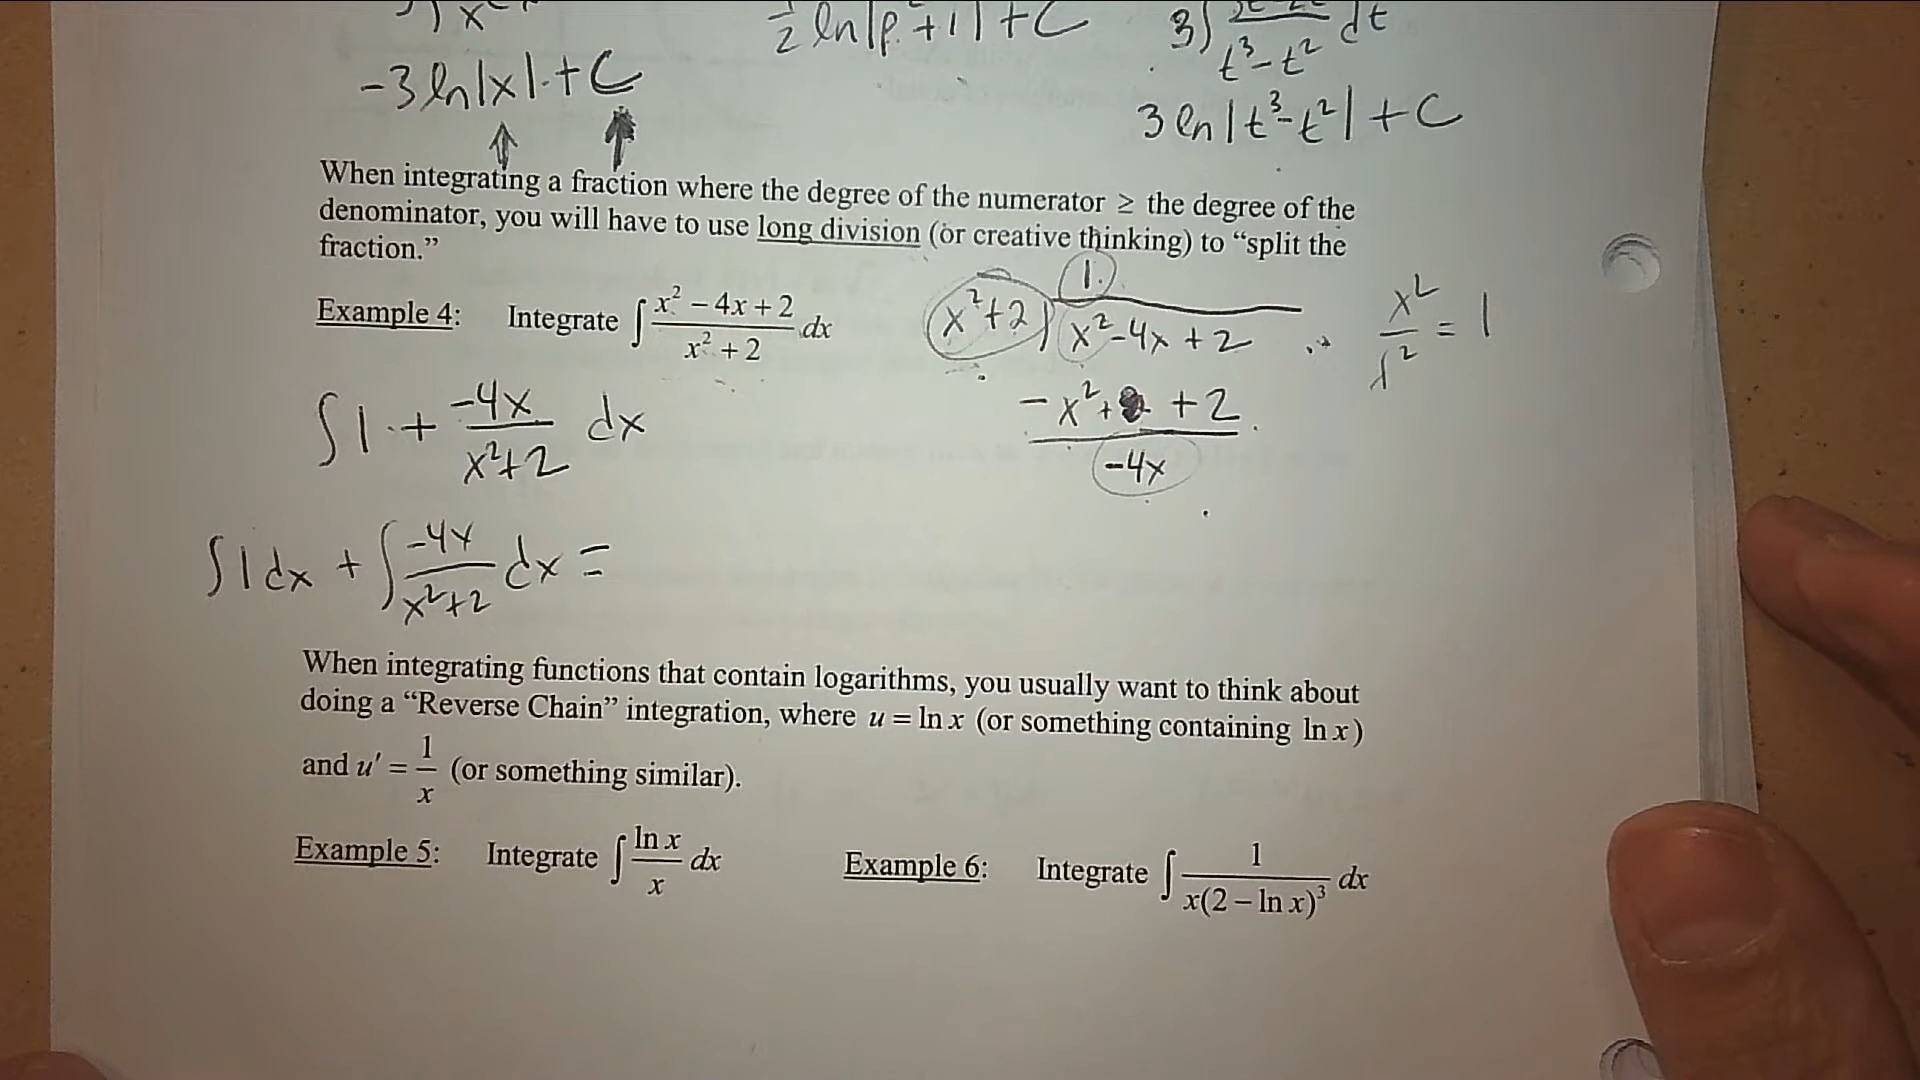 -3 ln|x| + C
1/2 ln|p² + 1| + C
3∫ dt
t³ - t²
3 ln|t³ - t²| + C
When integrating a fraction where the degree of the numerator ≥ the degree of the
denominator, you will have to use long division (or creative thinking) to “split the
fraction.”
Example 4: Integrate ∫ (x² − 4x + 2)/(x² + 2) dx
1
x²+2 ) x² - 4x + 2
- x² + + 2
-4x
x²/x² = 1
∫ 1 + -4x/(x²+2) dx
∫ 1 dx + ∫ -4x/(x²+2) dx =
When integrating functions that contain logarithms, you usually want to think about
doing a “Reverse Chain” integration, where u = ln x (or something containing ln x)
and u′ = 1/x (or something similar).
Example 5: Integrate ∫ (ln x)/x dx
Example 6: Integrate ∫ 1/(x(2 − ln x)³) dx